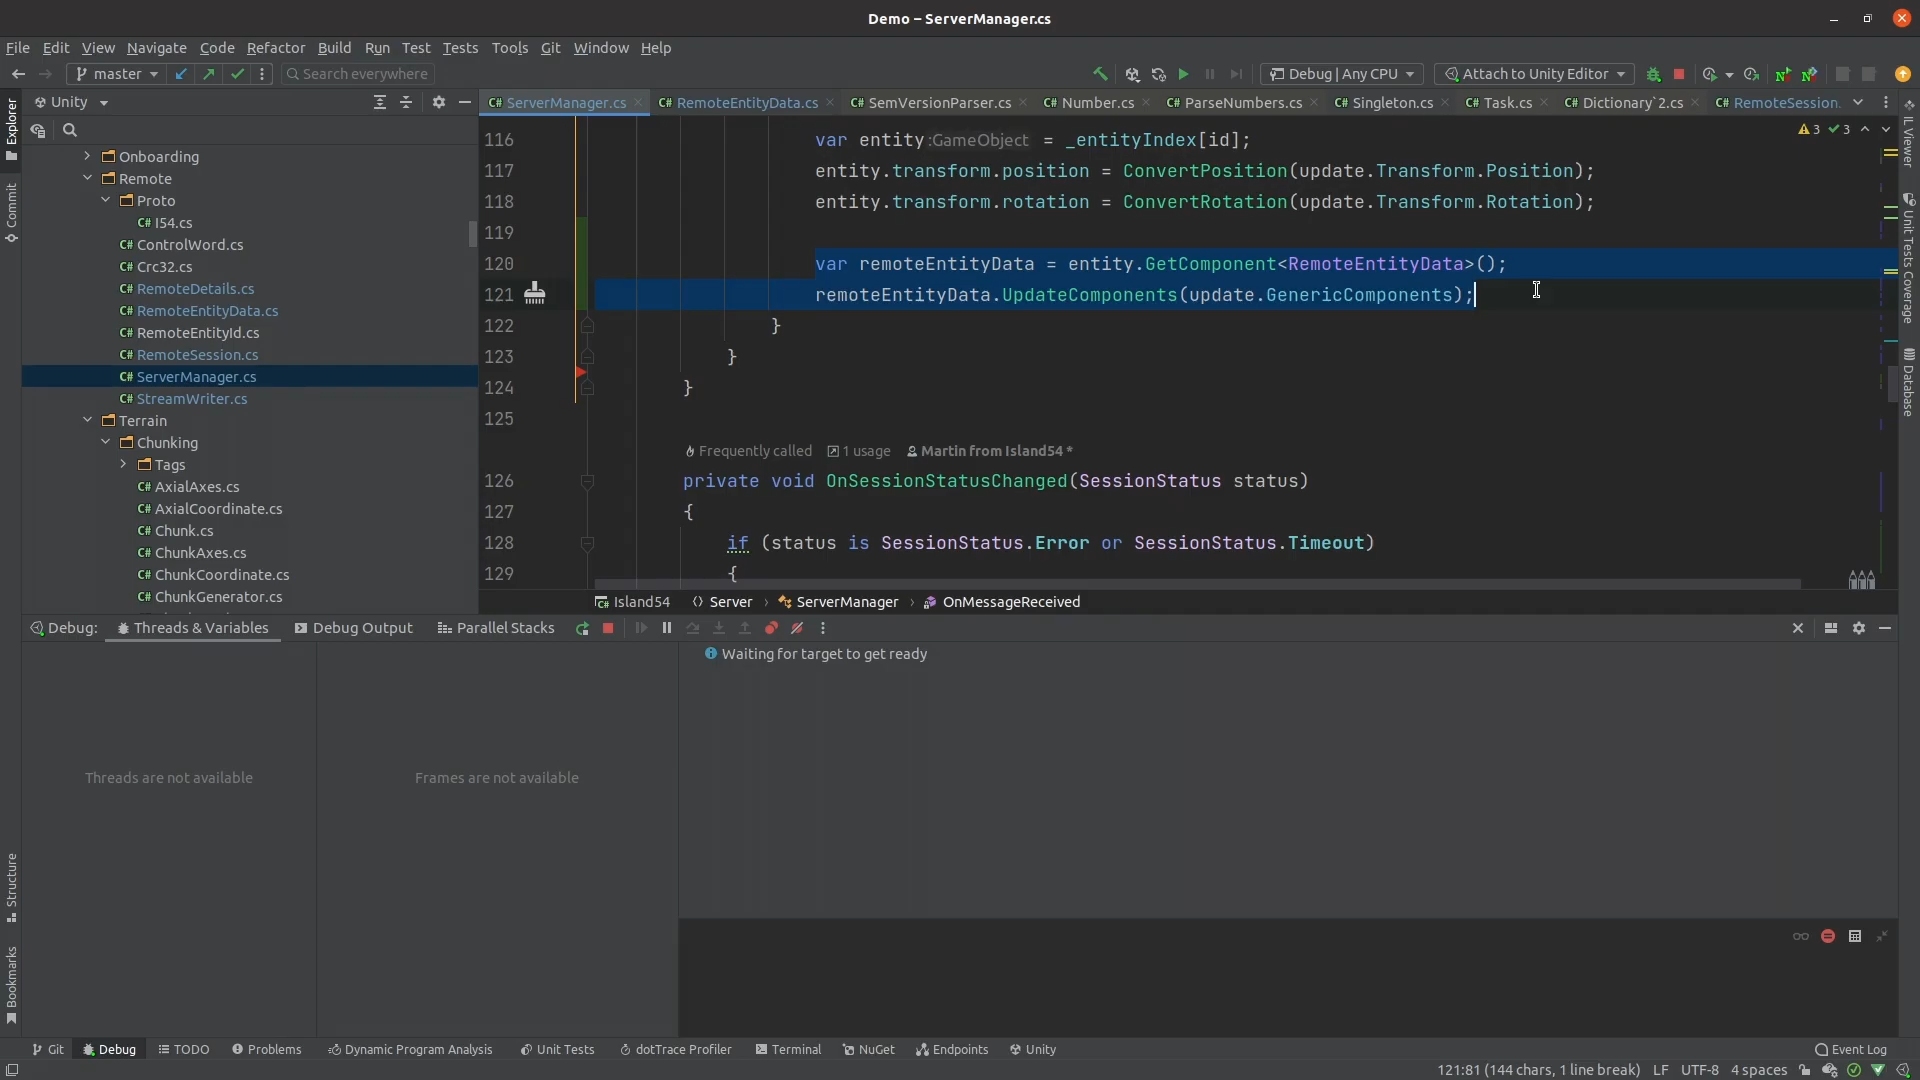 Demo – ServerManager.cs
File Edit View Navigate Code Refactor Build Run Test Tests Tools Git Window Help
master Search everywhere Debug | Any CPU Attach to Unity Editor
Unity
ServerManager.cs RemoteEntityData.cs SemVersionParser.cs Number.cs ParseNumbers.cs Singleton.cs Task.cs Dictionary`2.cs RemoteSession.
Explorer
Commit
Structure
Bookmarks
Onboarding
Remote
Proto
C# I54.cs
C# ControlWord.cs
C# Crc32.cs
C# RemoteDetails.cs
C# RemoteEntityData.cs
C# RemoteEntityId.cs
C# RemoteSession.cs
C# ServerManager.cs
C# StreamWriter.cs
Terrain
Chunking
Tags
C# AxialAxes.cs
C# AxialCoordinate.cs
C# Chunk.cs
C# ChunkAxes.cs
C# ChunkCoordinate.cs
C# ChunkGenerator.cs
3 3
116 var entity :GameObject = _entityIndex[id];
117 entity.transform.position = ConvertPosition(update.Transform.Position);
118 entity.transform.rotation = ConvertRotation(update.Transform.Rotation);
119
120 var remoteEntityData = entity.GetComponent<RemoteEntityData>();
121 remoteEntityData.UpdateComponents(update.GenericComponents);
122 }
123 }
124 }
125
Frequently called 1 usage Martin from Island54 *
126 private void OnSessionStatusChanged(SessionStatus status)
127 {
128 if (status is SessionStatus.Error or SessionStatus.Timeout)
129 {
Island54 Server ServerManager OnMessageReceived
IL Viewer
Unit Tests Coverage
Database
Debug: Threads & Variables Debug Output Parallel Stacks
Waiting for target to get ready
Threads are not available
Frames are not available
Git Debug TODO Problems Dynamic Program Analysis Unit Tests dotTrace Profiler Terminal NuGet Endpoints Unity Event Log
121:81 (144 chars, 1 line break) LF UTF-8 4 spaces